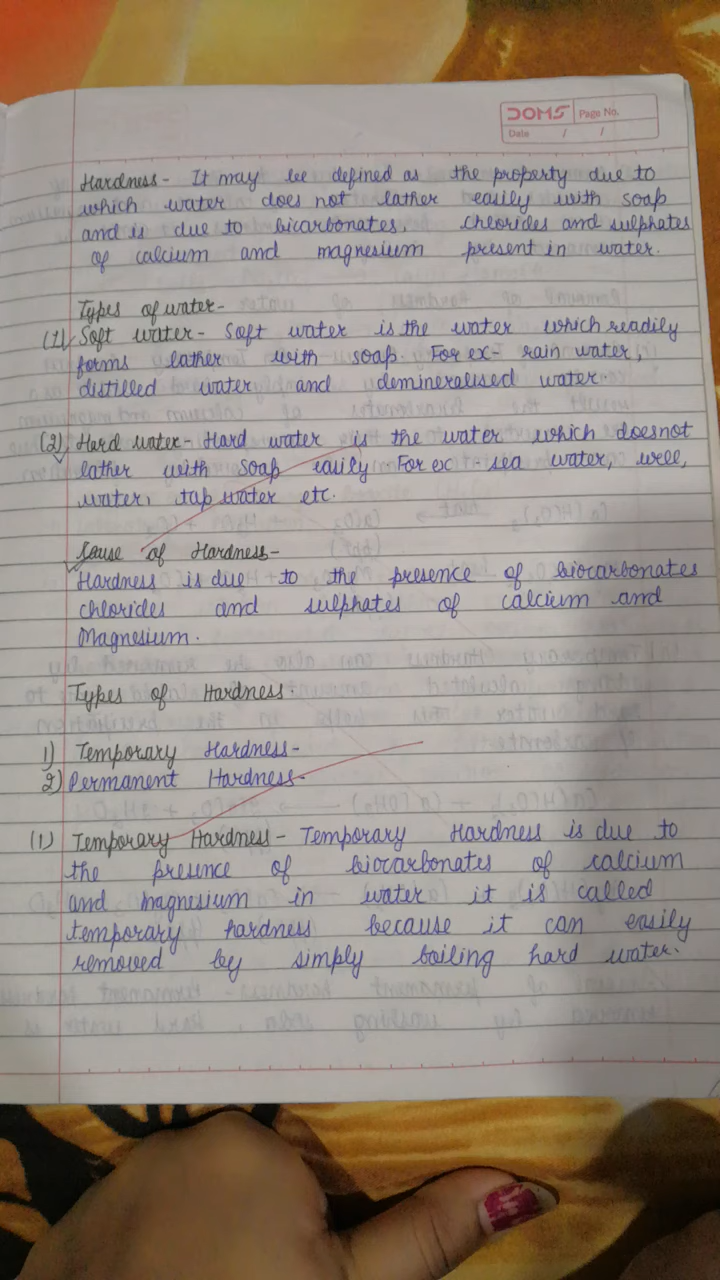 DOMS Page No.
Date / /
Hardness - It may be defined as the property due to
which water does not lather easily with soap
and is due to bicarbonates, chlorides and sulphates
of calcium and magnesium present in water.
Types of water-
(1) Soft water - Soft water is the water which readily
forms lather with soap. For ex- rain water,
distilled water and demineralised water.
(2) Hard water - Hard water is the water which doesnot
lather with soap easily For ex - sea water, well,
water, tap water etc.
Cause of Hardness-
Hardness is due to the presence of biocarbonates
chlorides and sulphates of calcium and
Magnesium.
Types of Hardness.
1) Temporary Hardness-
2) Permanent Hardness-
(1) Temporary Hardness - Temporary Hardness is due to
the presence of biocarbonates of calcium
and magnesium in water it is called
temporary hardness because it can easily
removed by simply boiling hard water.